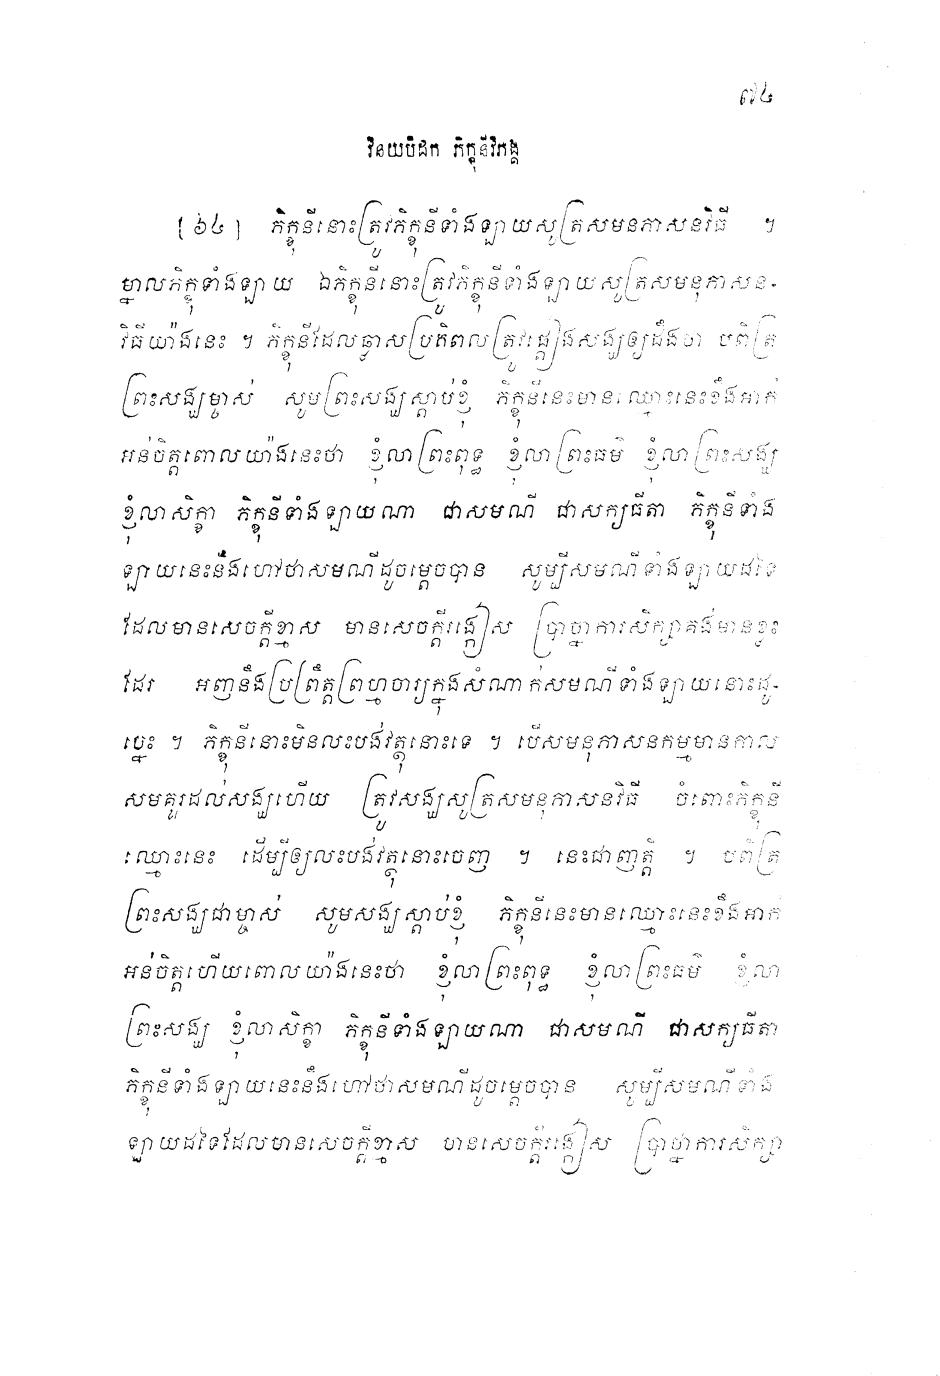 ៧៤
វិនយបិដក ភិក្ខុនីវិភង្គ
[៦៤] ភិក្ខុនីនោះត្រូវភិក្ខុនីទាំងឡាយសូត្រសមនភាសនវិធី ។
ម្នាលភិក្ខុទាំងឡាយ ឯភិក្ខុនីនោះត្រូវភិក្ខុនីទាំងឡាយសូត្រសមនុភាសន-
វិធីយ៉ាងនេះ ។ ភិក្ខុនីដែលឆ្លាសប្រតិពលត្រូវផ្តៀងសង្ឃឲ្យដឹងថា បពិត្រ
ព្រះសង្ឃម្ចាស់ សូមព្រះសង្ឃស្តាប់ខ្ញុំ ភិក្ខុនីនេះមានឈ្មោះនេះខឹងអាក់
អន់ចិត្តពោលយ៉ាងនេះថា ខ្ញុំលាព្រះពុទ្ធ ខ្ញុំលាព្រះធម៌ ខ្ញុំលាព្រះសង្ឃ
ខ្ញុំលាសិក្ខា ភិក្ខុនីទាំងឡាយណា ជាសមណី ជាសក្យធីតា ភិក្ខុនីទាំង
ឡាយនេះនឹងហៅថាសមណីដូចម្តេចបាន សូម្បីសមណីទាំងឡាយដទៃ
ដែលមានសេចក្តីខ្មាស មានសេចក្តីរង្កៀស ប្រាថ្នាការសិក្សាគង់មានខ្លះ
ដែរ អញនឹងប្រព្រឹត្តព្រហ្មចារ្យក្នុងសំណាក់សមណីទាំងឡាយនោះដូ-
ច្នេះ ។ ភិក្ខុនីនោះមិនលះបង់វត្ថុនោះទេ ។ បើសមនុភាសនកម្មមានកាល
សមគួរដល់សង្ឃហើយ ត្រូវសង្ឃសូត្រសមនុភាសនវិធី ចំពោះភិក្ខុនី
ឈ្មោះនេះ ដើម្បីឲ្យលះបង់វត្ថុនោះចេញ ។ នេះជាញត្តិ ។ បពិត្រ
ព្រះសង្ឃជាម្ចាស់ សូមសង្ឃស្តាប់ខ្ញុំ ភិក្ខុនីនេះមានឈ្មោះនេះខឹងអាក់
អន់ចិត្តហើយពោលយ៉ាងនេះថា ខ្ញុំលាព្រះពុទ្ធ ខ្ញុំលាព្រះធម៌ ខ្ញុំលា
ព្រះសង្ឃ ខ្ញុំលាសិក្ខា ភិក្ខុនីទាំងឡាយណា ជាសមណី ជាសក្យធីតា
ភិក្ខុនីទាំងឡាយនេះនឹងហៅថាសមណីដូចម្តេចបាន សូម្បីសមណីទាំង
ឡាយដទៃដែលមានសេចក្តីខ្មាស មានសេចក្តីរង្កៀស ប្រាថ្នាការសិក្សា